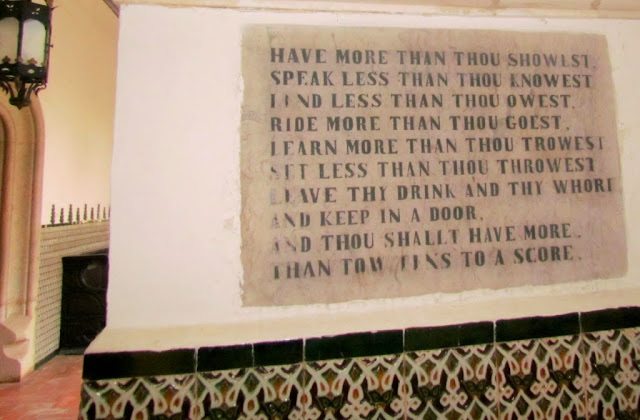 HAVE MORE THAN THOU SHOWEST,
SPEAK LESS THAN THOU KNOWEST
LEND LESS THAN THOU OWEST,
RIDE MORE THAN THOU GOEST,
LEARN MORE THAN THOU TROWEST
SET LESS THAN THOU THROWEST
LEAVE THY DRINK AND THY WHORE
AND KEEP IN A DOOR,
AND THOU SHALLT HAVE MORE,
THAN TOW TENS TO A SCORE.